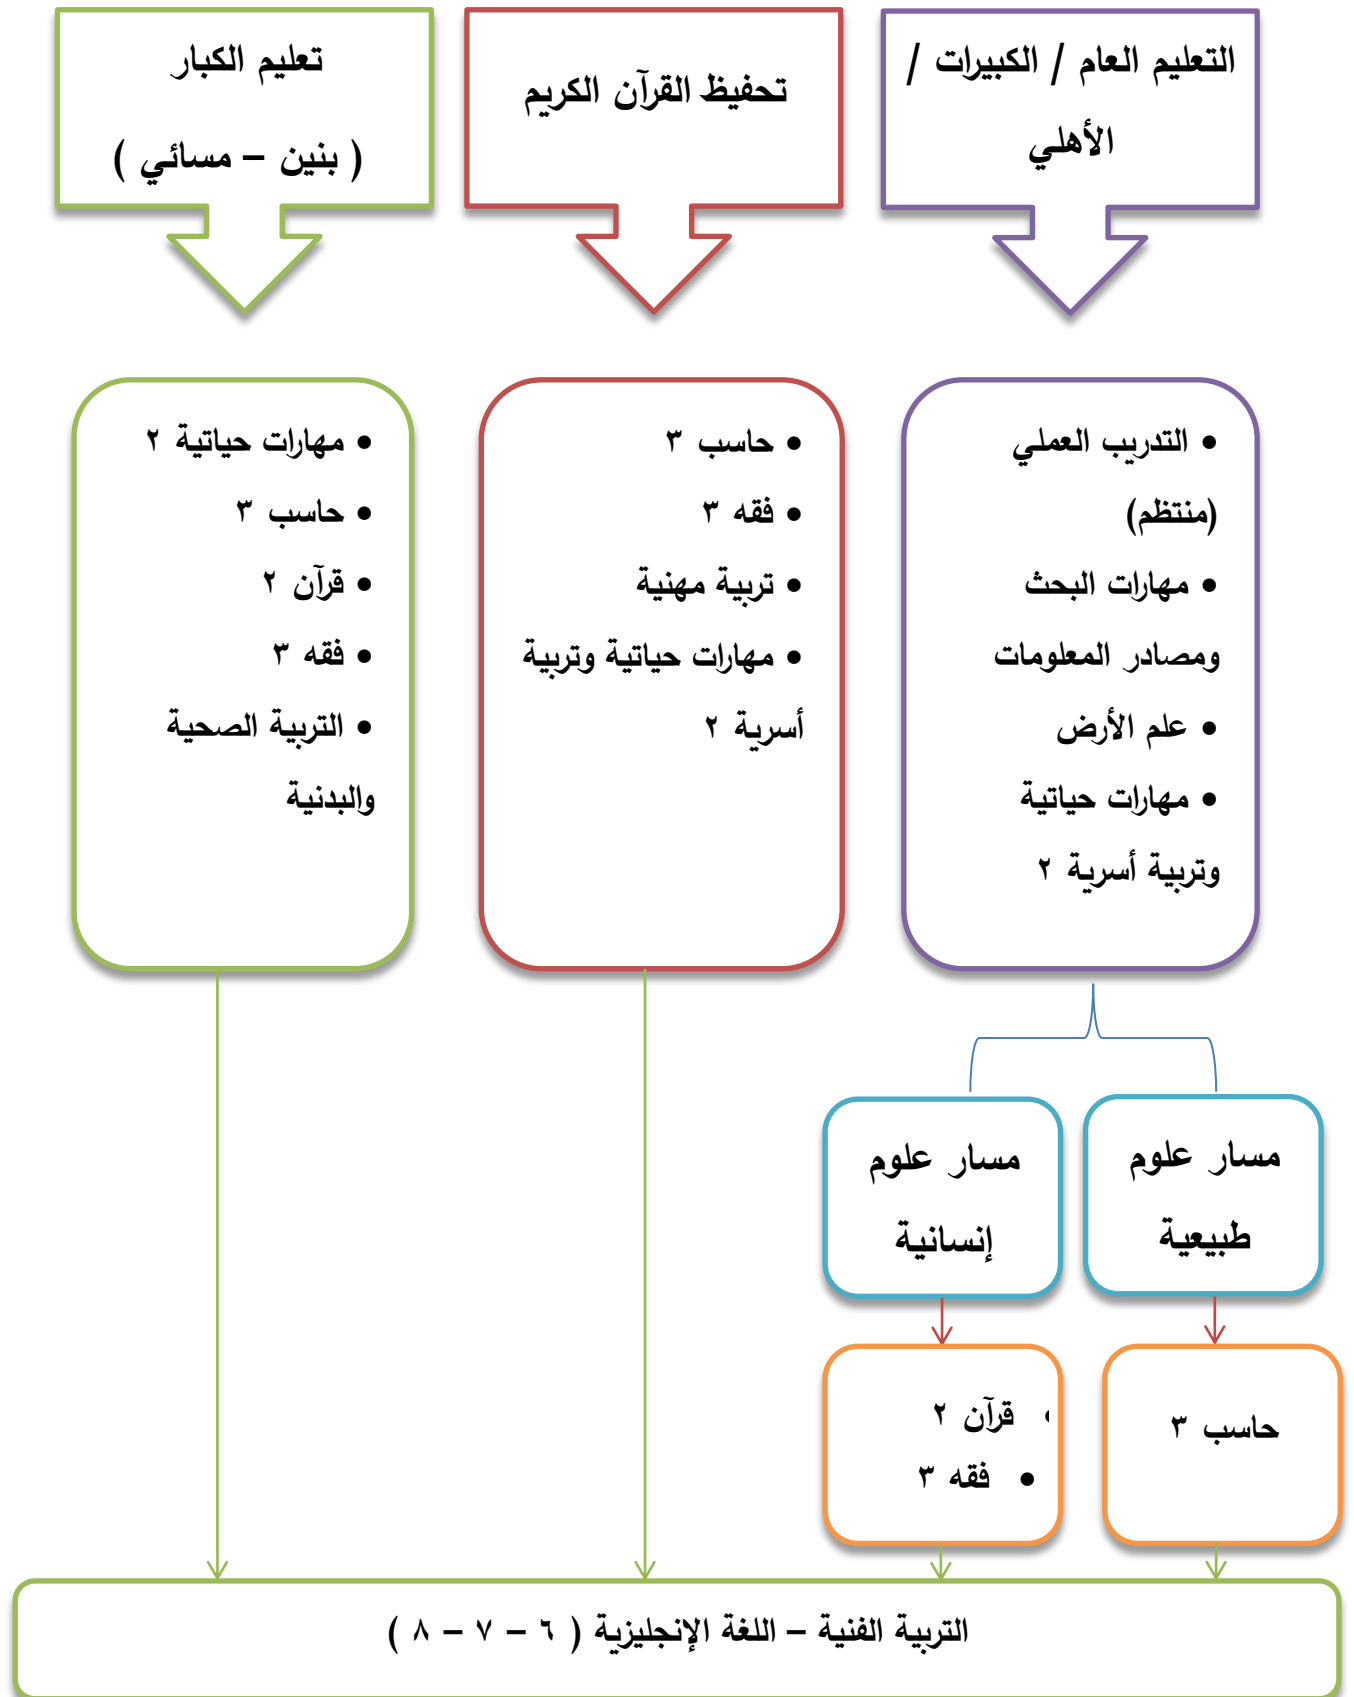 التعليم العام / الكبيرات /
الأهلي
تحفيظ القرآن الكريم
تعليم الكبار
( بنين – مسائي )
• التدريب العملي
(منتظم)
• مهارات البحث
ومصادر المعلومات
• علم الأرض
• مهارات حياتية
وتربية أسرية ٢
• حاسب ٣
• فقه ٣
• تربية مهنية
• مهارات حياتية وتربية
أسرية ٢
• مهارات حياتية ٢
• حاسب ٣
• قرآن ٢
• فقه ٣
• التربية الصحية
والبدنية
مسار علوم
طبيعية
مسار علوم
إنسانية
حاسب ٣
• قرآن ٢
• فقه ٣
التربية الفنية – اللغة الإنجليزية ( ٦ – ٧ – ٨ )